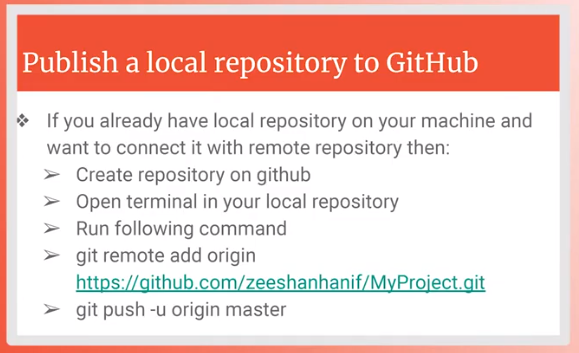 Publish a local repository to GitHub
❖ If you already have local repository on your machine and
want to connect it with remote repository then:
➢ Create repository on github
➢ Open terminal in your local repository
➢ Run following command
➢ git remote add origin
https://github.com/zeeshanhanif/MyProject.git
➢ git push -u origin master